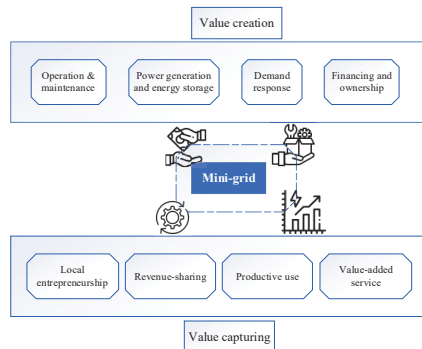 Value creation
Operation &
maintenance
Power generation
and energy storage
Demand
response
Financing and
ownership
Mini-grid
Local
entrepreneurship
Revenue-sharing
Productive use
Value-added
service
Value capturing